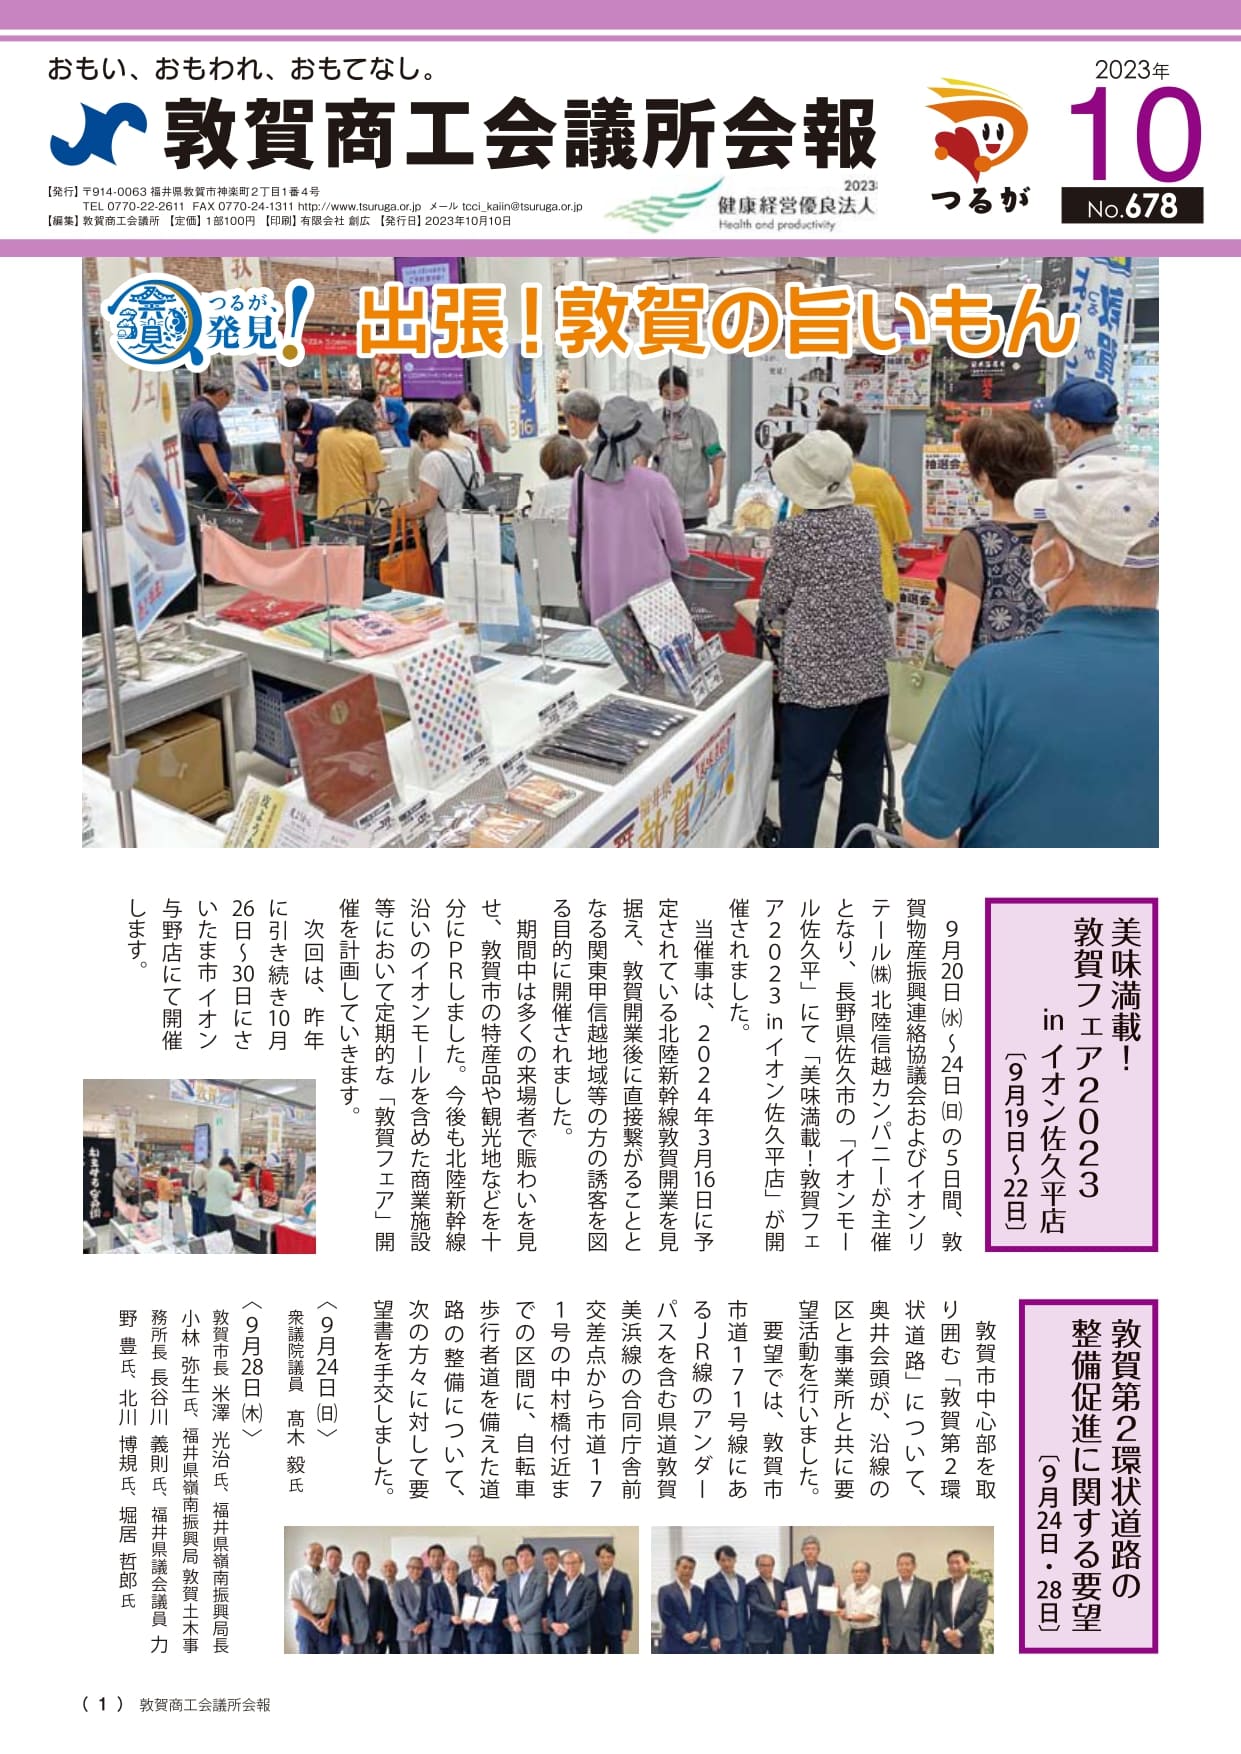 おもい、おもわれ、おもてなし。
敦賀商工会議所会報
【発行】〒914-0063 福井県敦賀市神楽町2丁目1番4号
TEL 0770-22-2611 FAX 0770-24-1311 http://www.tsuruga.or.jp メール tcci_kaiin@tsuruga.or.jp
【編集】敦賀商工会議所 【定価】1部100円 【印刷】有限会社 創広 【発行日】2023年10月10日
2023
健康経営優良法人
Health and productivity
つるが
2023年
10
No.678
つるが、
発見!
出張!敦賀の旨いもん
抽選会
316
美味満載!
敦賀フェア2023
in イオン佐久平店
〔9月19日~22日〕
9月20日㈬~24日㈰の5日間、敦
賀物産振興連絡協議会およびイオンリ
テール㈱北陸信越カンパニーが主催
となり、長野県佐久市の「イオンモー
ル佐久平」にて「美味満載!敦賀フェ
ア2023 in イオン佐久平店」が開
催されました。
当催事は、2024年3月16日に予
定されている北陸新幹線敦賀開業を見
据え、敦賀開業後に直接繋がることと
なる関東甲信越地域等の方の誘客を図
る目的に開催されました。
期間中は多くの来場者で賑わいを見
せ、敦賀市の特産品や観光地などを十
分にPRしました。今後も北陸新幹線
沿いのイオンモールを含めた商業施設
等において定期的な「敦賀フェア」開
催を計画していきます。
次回は、昨年
に引き続き10月
26日~30日にさ
いたま市イオン
与野店にて開催
します。
敦賀第2環状道路の
整備促進に関する要望
〔9月24日・28日〕
敦賀市中心部を取
り囲む「敦賀第2環
状道路」について、
奥井会頭が、沿線の
区と事業所と共に要
望活動を行いました。
要望では、敦賀市
市道171号線にあ
るJR線のアンダー
パスを含む県道敦賀
美浜線の合同庁舎前
交差点から市道17
1号の中村橋付近ま
での区間に、自転車
歩行者道を備えた道
路の整備について、
次の方々に対して要
望書を手交しました。
〈9月24日㈰〉
衆議院議員 髙木 毅 氏
〈9月28日㈭〉
敦賀市長 米澤 光治 氏、福井県嶺南振興局長
小林 弥生 氏、福井県嶺南振興局 敦賀土木事
務所長 長谷川 義則 氏、福井県議会議員 力
野 豊 氏、北川 博規 氏、堀居 哲郎 氏
(1) 敦賀商工会議所会報